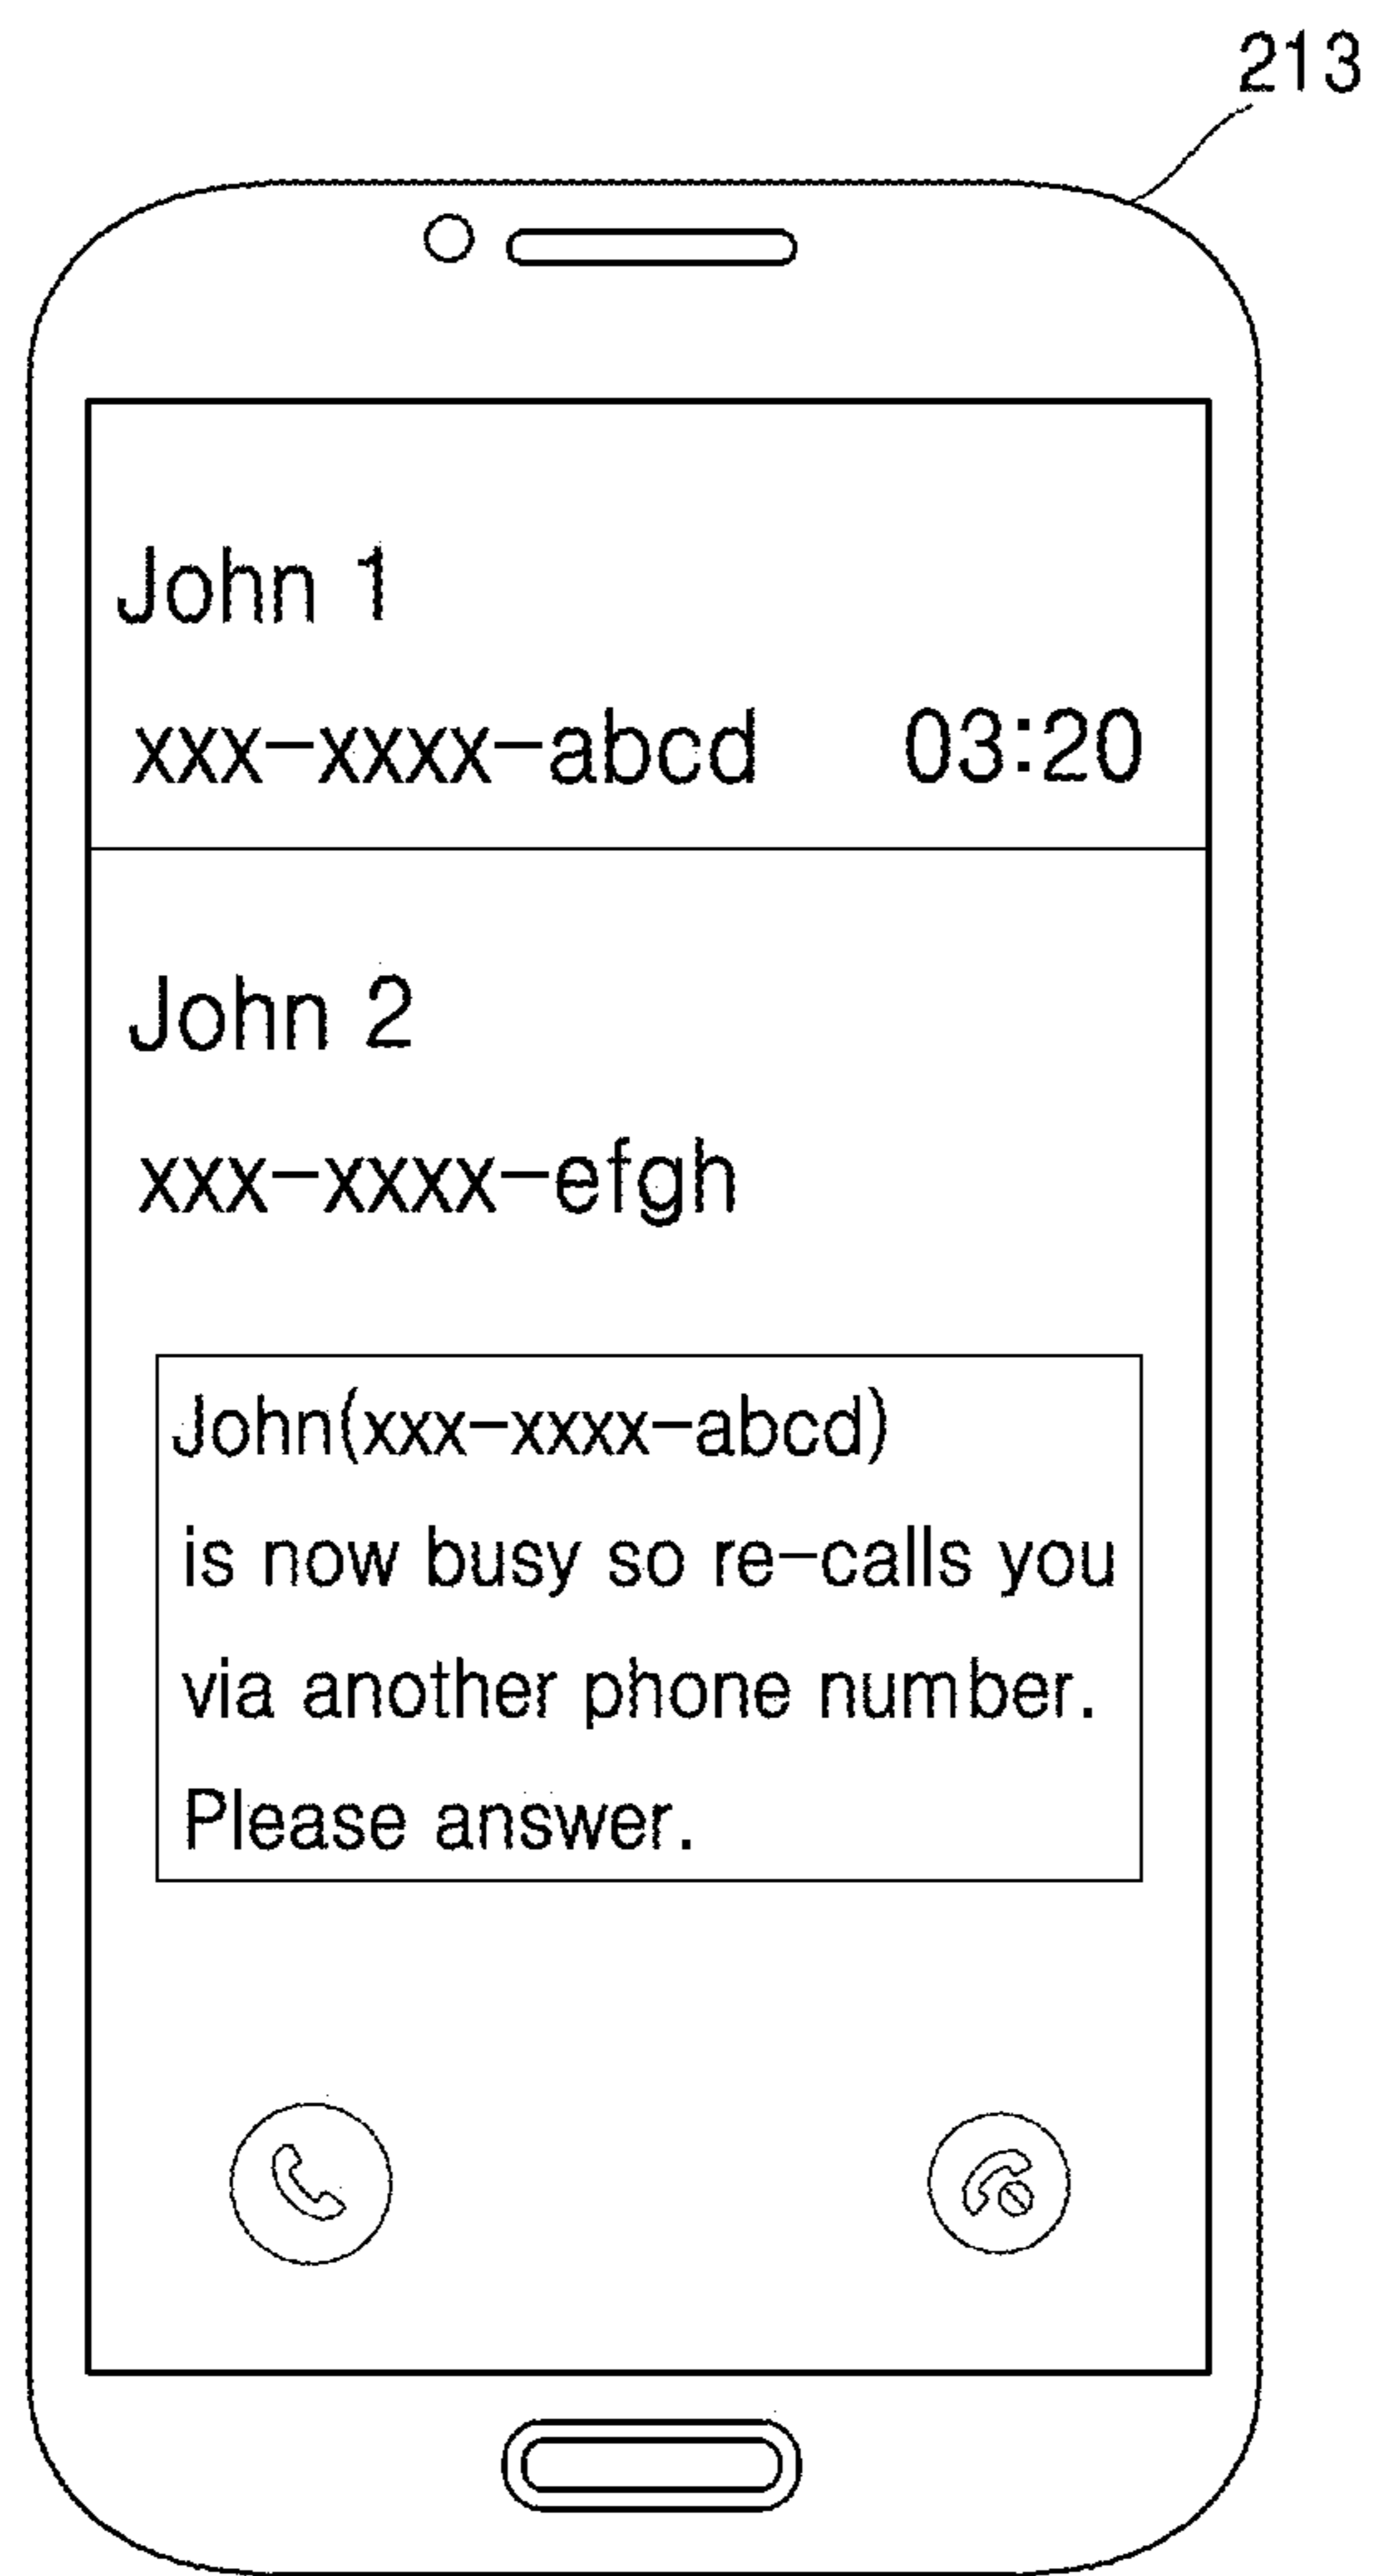 213
John 1
xxx-xxxx-abcd 03:20
John 2
xxx-xxxx-efgh
John(xxx-xxxx-abcd)
is now busy so re-calls you
via another phone number.
Please answer.